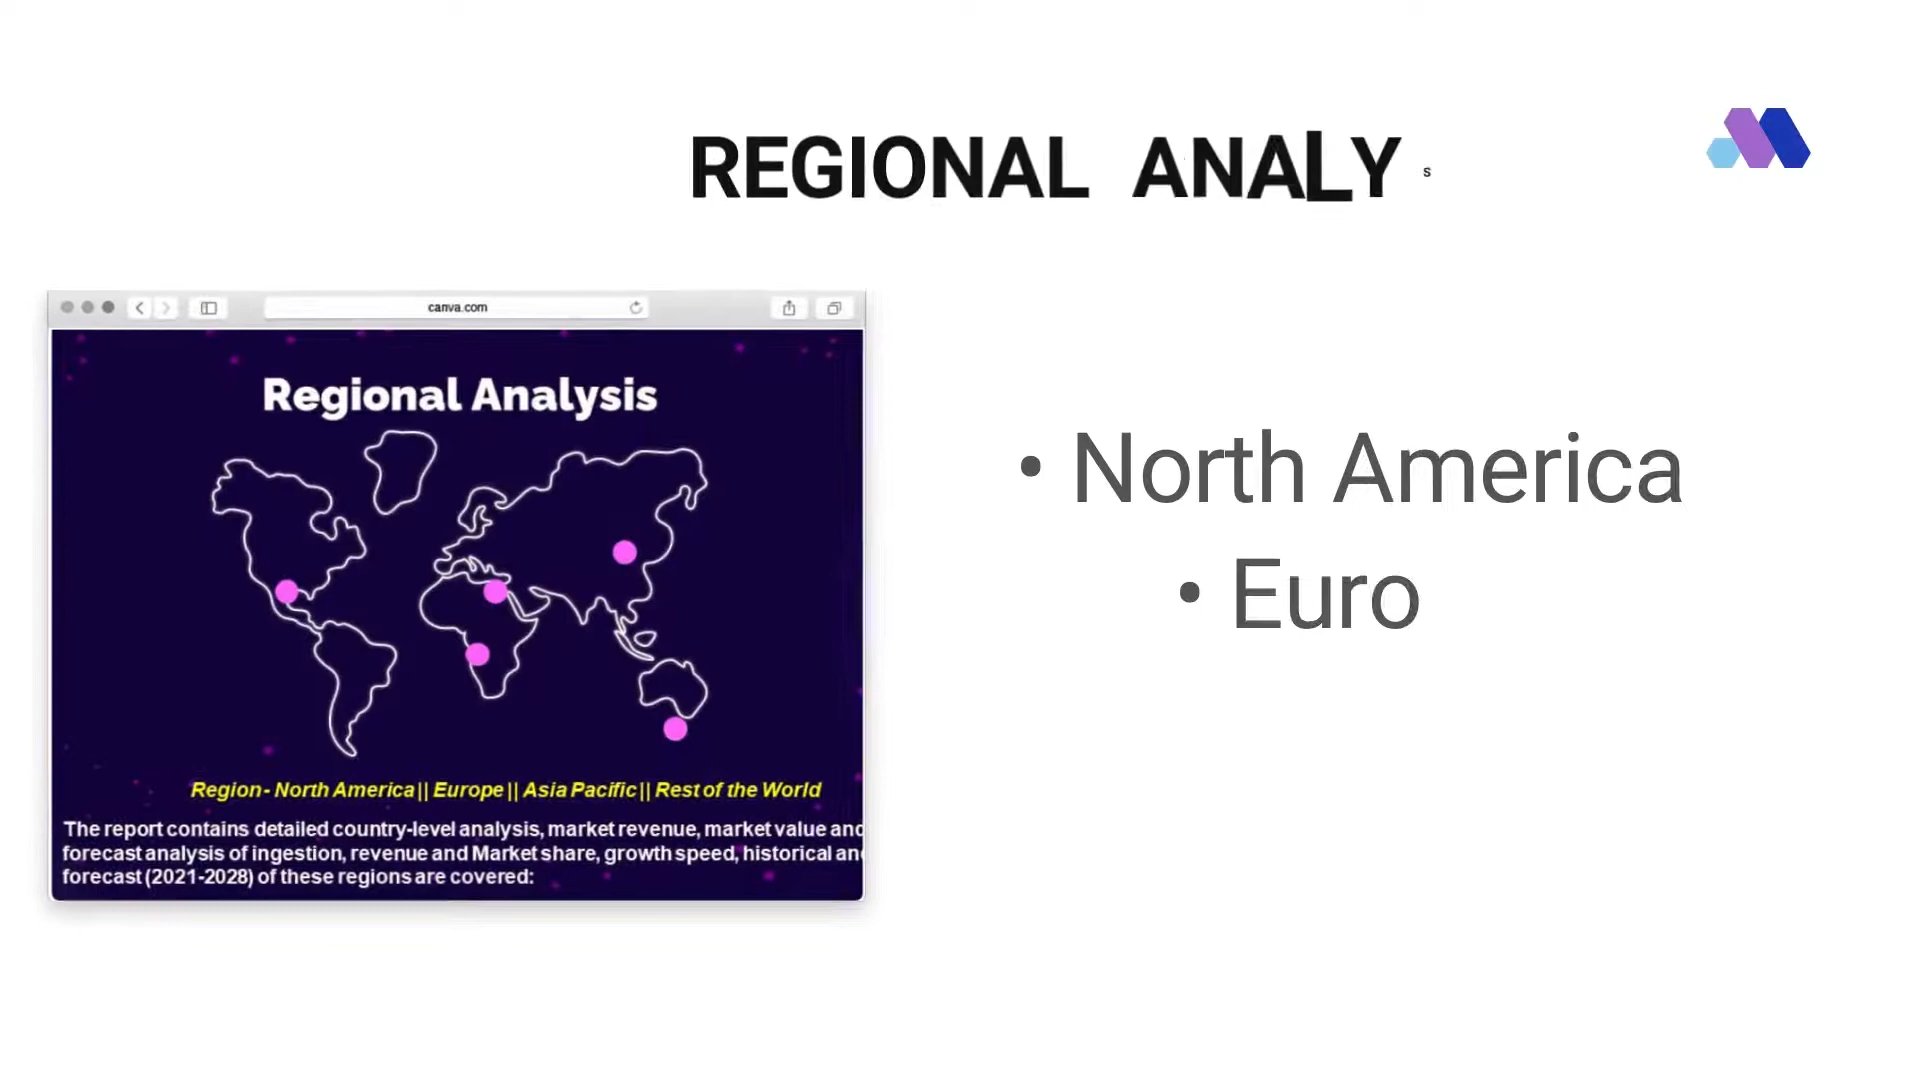 REGIONAL ANALY s
canva.com
Regional Analysis
Region- North America || Europe || Asia Pacific || Rest of the World
The report contains detailed country-level analysis, market revenue, market value and
forecast analysis of ingestion, revenue and Market share, growth speed, historical an
forecast (2021-2028) of these regions are covered:
• North America
• Euro